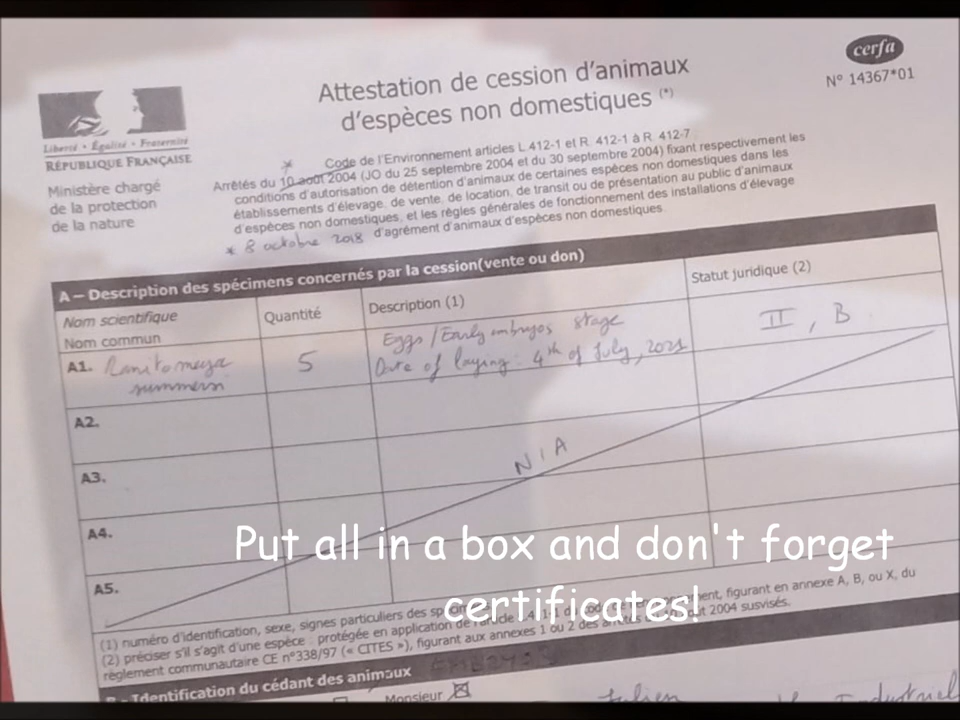 cerfa
N° 14367*01
Attestation de cession d'animaux
d'espèces non domestiques (*)
Liberté • Égalité • Fraternité
RÉPUBLIQUE FRANÇAISE
Ministère chargé
de la protection
de la nature
Code de l'Environnement articles L 412-1 et R. 412-1 à R. 412-7
* Arrêtés du 10 août 2004 (JO du 25 septembre 2004 et du 30 septembre 2004) fixant respectivement les
conditions d'autorisation de détention d'animaux de certaines espèces non domestiques dans les
établissements d'élevage, de vente, de location, de transit ou de présentation au public d'animaux
d'espèces non domestiques, et les règles générales de fonctionnement des installations d'élevage
* 8 octobre 2018 d'agrément d'animaux d'espèces non domestiques
A – Description des spécimens concernés par la cession(vente ou don)
Nom scientifique
Nom commun
Quantité
Description (1)
Statut juridique (2)
A1. Ranitomeya
summersi
5
Eggs / Early embryos stage
Date of laying : 4th of July, 2021
II, B
A2.
A3.
N/A
A4.
A5.
Put all in a box and don't forget
certificates!
(1) numéro d'identification, sexe, signes particuliers des
(2) préciser s'il s'agit d'une espèce : protégée en application de figurant en annexe A, B, ou X, du
règlement communautaire CE n°338/97 (« CITES »), figurant aux annexes 1 ou 2 des 2004 susvisés.
Identification du cédant des animaux
Monsieur
Julien